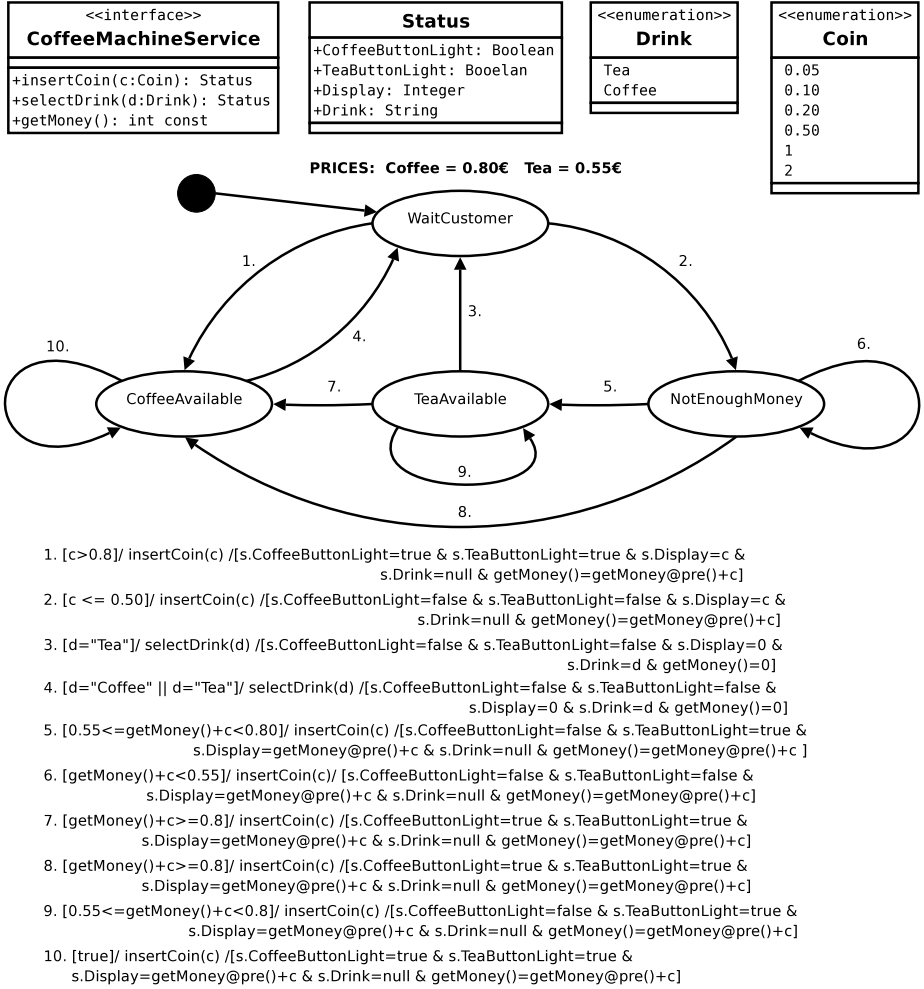 <<interface>>
CoffeeMachineService
+insertCoin(c:Coin): Status
+selectDrink(d:Drink): Status
+getMoney(): int const
Status
+CoffeeButtonLight: Boolean
+TeaButtonLight: Booelan
+Display: Integer
+Drink: String
<<enumeration>>
Drink
Tea
Coffee
<<enumeration>>
Coin
0.05
0.10
0.20
0.50
1
2
PRICES: Coffee = 0.80€ Tea = 0.55€
WaitCustomer
1.
2.
3.
4.
10.
6.
CoffeeAvailable
7.
TeaAvailable
5.
NotEnoughMoney
9.
8.
1. [c>0.8]/ insertCoin(c) /[s.CoffeeButtonLight=true & s.TeaButtonLight=true & s.Display=c &
s.Drink=null & getMoney()=getMoney@pre()+c]
2. [c <= 0.50]/ insertCoin(c) /[s.CoffeeButtonLight=false & s.TeaButtonLight=false & s.Display=c &
s.Drink=null & getMoney()=getMoney@pre()+c]
3. [d="Tea"]/ selectDrink(d) /[s.CoffeeButtonLight=false & s.TeaButtonLight=false & s.Display=0 &
s.Drink=d & getMoney()=0]
4. [d="Coffee" || d="Tea"]/ selectDrink(d) /[s.CoffeeButtonLight=false & s.TeaButtonLight=false &
s.Display=0 & s.Drink=d & getMoney()=0]
5. [0.55<=getMoney()+c<0.80]/ insertCoin(c) /[s.CoffeeButtonLight=false & s.TeaButtonLight=true &
s.Display=getMoney@pre()+c & s.Drink=null & getMoney()=getMoney@pre()+c ]
6. [getMoney()+c<0.55]/ insertCoin(c)/ [s.CoffeeButtonLight=false & s.TeaButtonLight=false &
s.Display=getMoney@pre()+c & s.Drink=null & getMoney()=getMoney@pre()+c]
7. [getMoney()+c>=0.8]/ insertCoin(c) /[s.CoffeeButtonLight=true & s.TeaButtonLight=true &
s.Display=getMoney@pre()+c & s.Drink=null & getMoney()=getMoney@pre()+c]
8. [getMoney()+c>=0.8]/ insertCoin(c) /[s.CoffeeButtonLight=true & s.TeaButtonLight=true &
s.Display=getMoney@pre()+c & s.Drink=null & getMoney()=getMoney@pre()+c]
9. [0.55<=getMoney()+c<0.8]/ insertCoin(c) /[s.CoffeeButtonLight=false & s.TeaButtonLight=true &
s.Display=getMoney@pre()+c & s.Drink=null & getMoney()=getMoney@pre()+c]
10. [true]/ insertCoin(c) /[s.CoffeeButtonLight=true & s.TeaButtonLight=true &
s.Display=getMoney@pre()+c & s.Drink=null & getMoney()=getMoney@pre()+c]